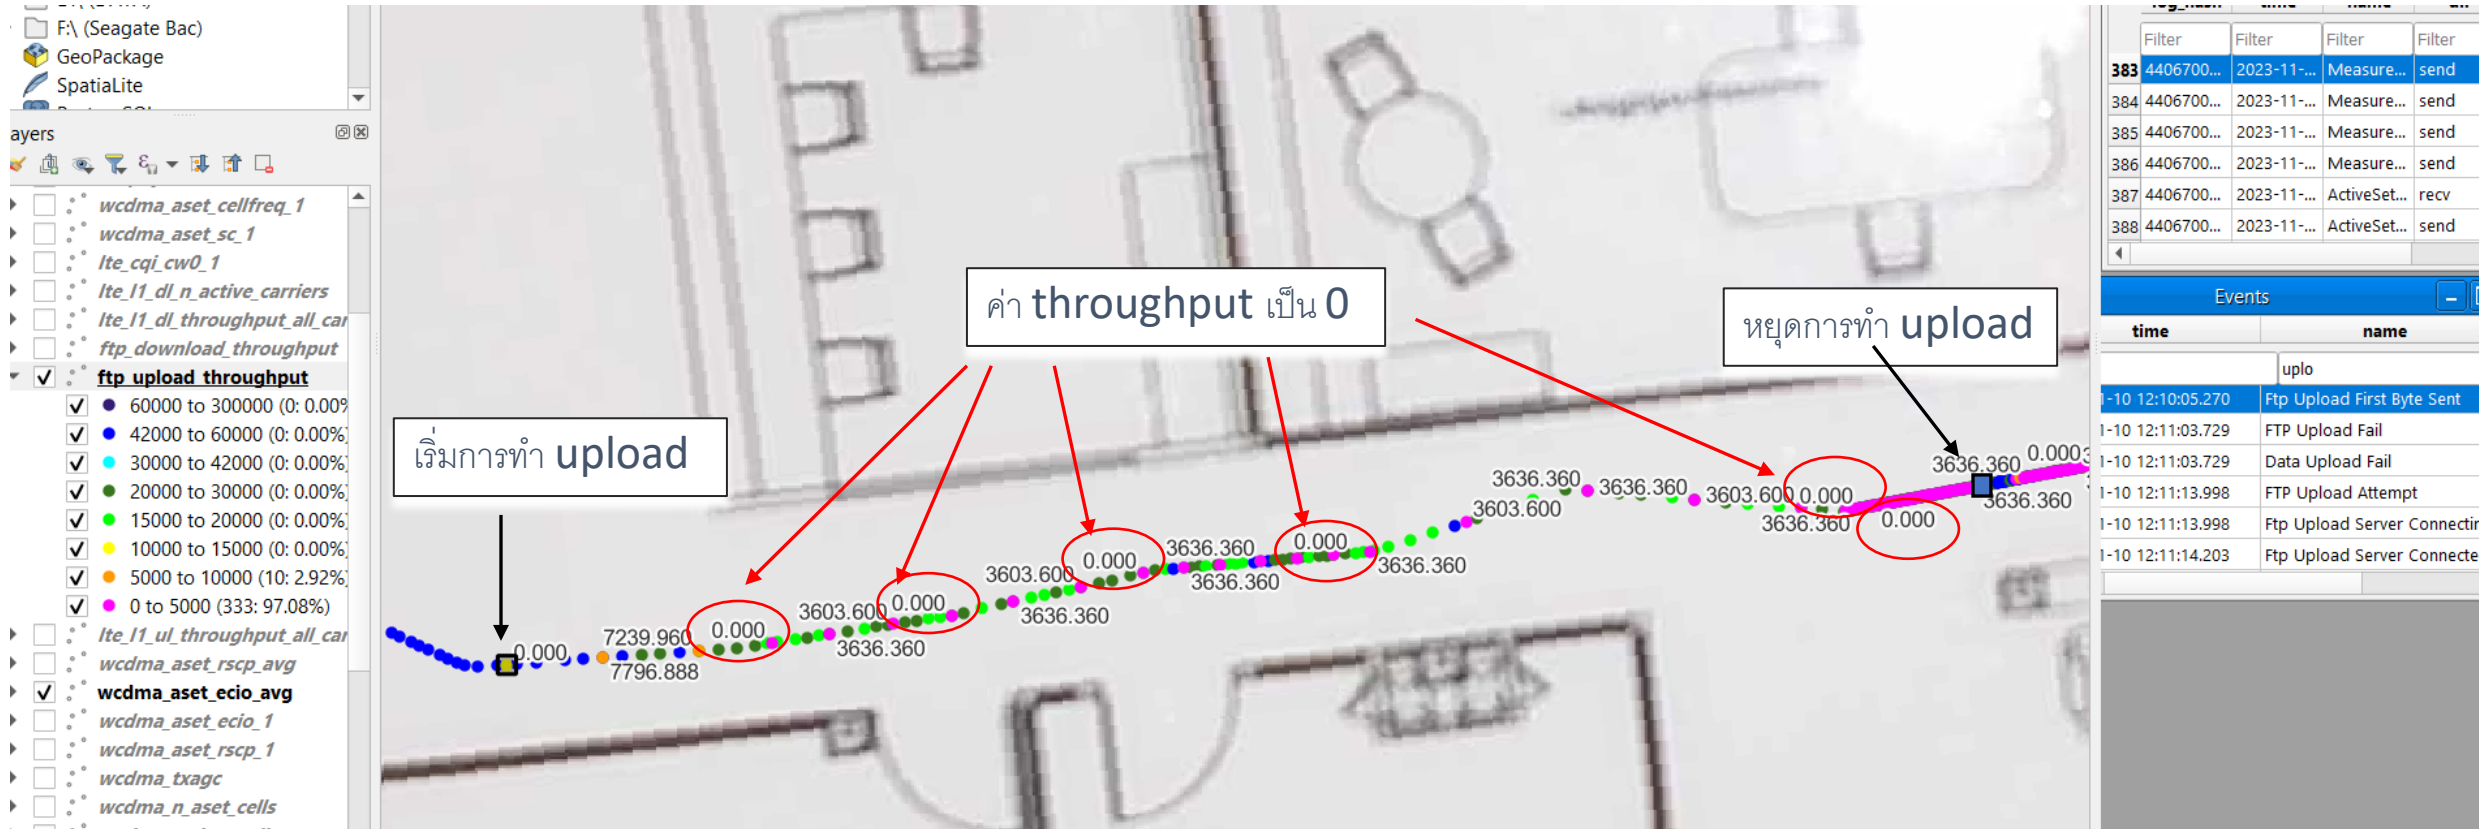 F:\ (Seagate Bac)
GeoPackage
SpatiaLite
ayers
wcdma_aset_cellfreq_1
wcdma_aset_sc_1
lte_cqi_cw0_1
lte_l1_dl_n_active_carriers
lte_l1_dl_throughput_all_car
ftp_download_throughput
ftp_upload_throughput
60000 to 300000 (0: 0.00%
42000 to 60000 (0: 0.00%)
30000 to 42000 (0: 0.00%)
20000 to 30000 (0: 0.00%)
15000 to 20000 (0: 0.00%)
10000 to 15000 (0: 0.00%)
5000 to 10000 (10: 2.92%)
0 to 5000 (333: 97.08%)
lte_l1_ul_throughput_all_car
wcdma_aset_rscp_avg
wcdma_aset_ecio_avg
wcdma_aset_ecio_1
wcdma_aset_rscp_1
wcdma_txagc
wcdma_n_aset_cells
เริ่มการทำ upload
ค่า throughput เป็น 0
หยุดการทำ upload
0.000
7239.960
7796.888
0.000
3603.600
3636.360
0.000
3603.600
3636.360
0.000
3636.360
3636.360
0.000
3636.360
3603.600
3636.360
3636.360
3603.600
3636.360
0.000
0.000
3636.360
3636.360
0.000
Filter Filter Filter Filter
383 4406700... 2023-11-... Measure... send
384 4406700... 2023-11-... Measure... send
385 4406700... 2023-11-... Measure... send
386 4406700... 2023-11-... Measure... send
387 4406700... 2023-11-... ActiveSet... recv
388 4406700... 2023-11-... ActiveSet... send
Events
time name
uplo
1-10 12:10:05.270 Ftp Upload First Byte Sent
1-10 12:11:03.729 FTP Upload Fail
1-10 12:11:03.729 Data Upload Fail
1-10 12:11:13.998 FTP Upload Attempt
1-10 12:11:13.998 Ftp Upload Server Connectin
1-10 12:11:14.203 Ftp Upload Server Connecte